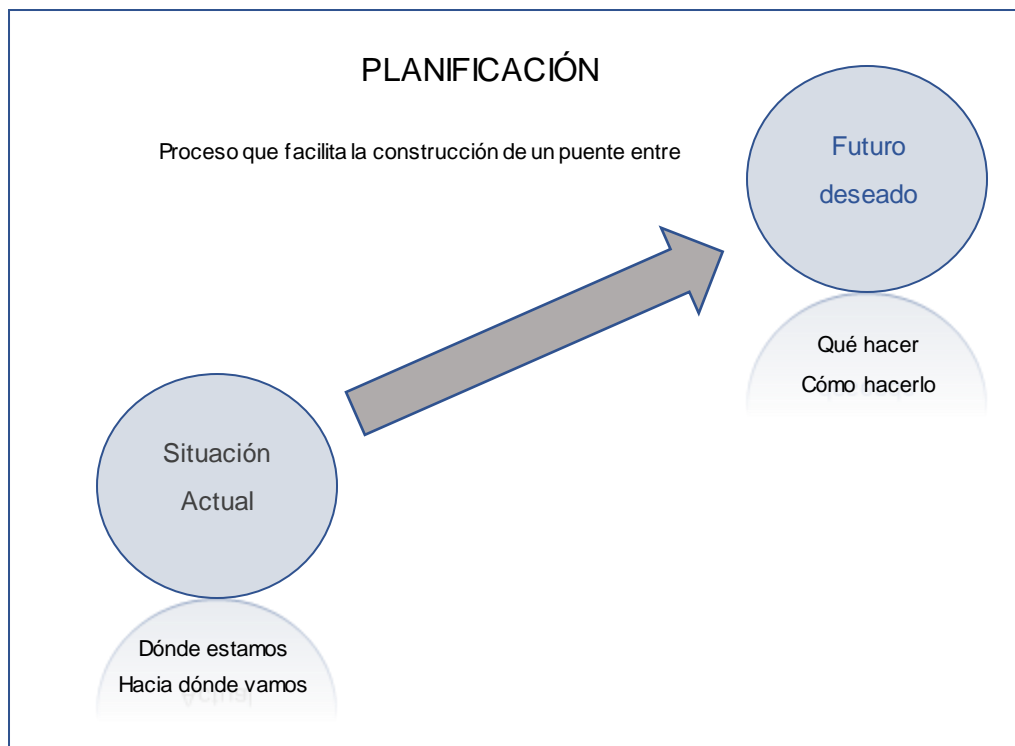 PLANIFICACIÓN
Proceso que facilita la construcción de un puente entre
Futuro
deseado
Qué hacer
Cómo hacerlo
Situación
Actual
Dónde estamos
Hacia dónde vamos